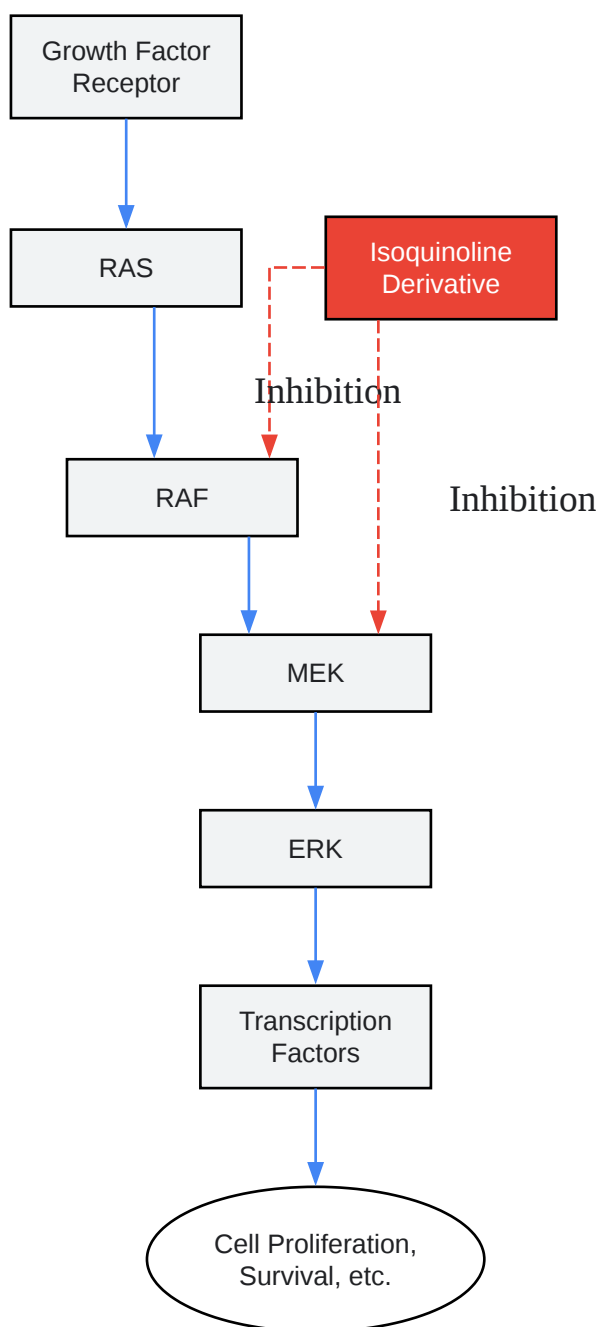 Growth Factor
Receptor
RAS
Isoquinoline
Derivative
Inhibition
RAF
Inhibition
MEK
ERK
Transcription
Factors
Cell Proliferation,
Survival, etc.